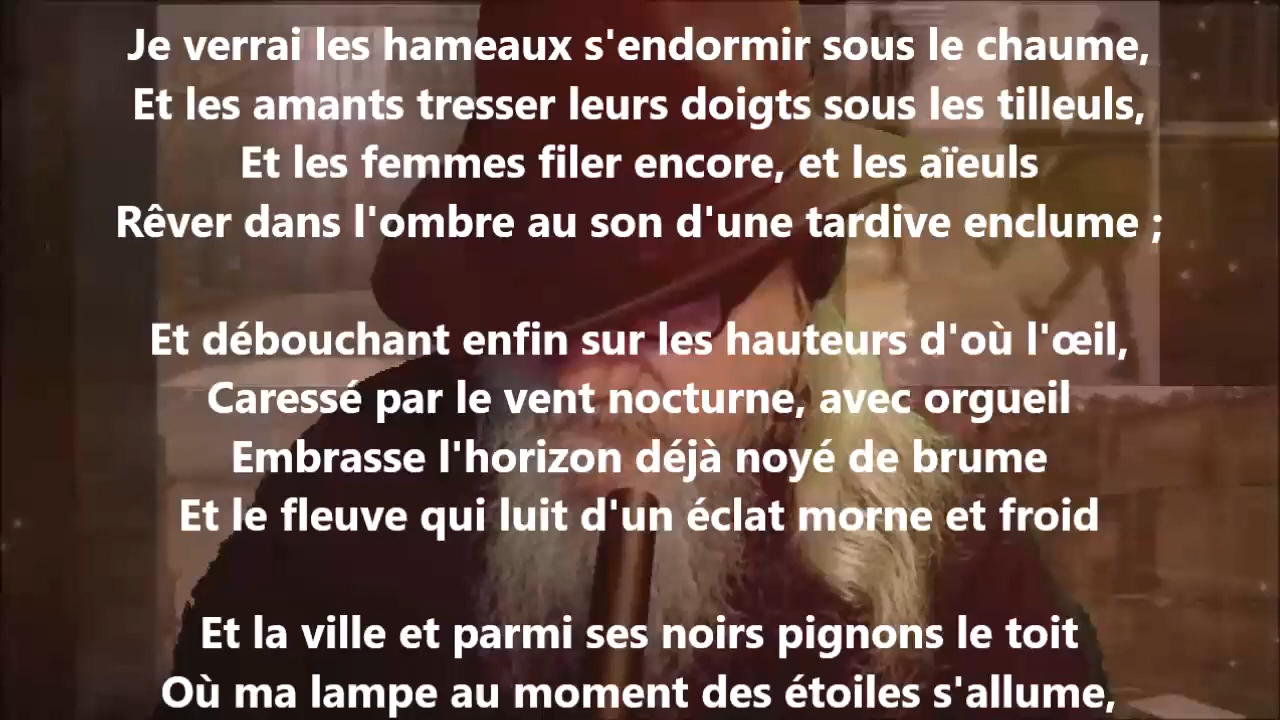 Je verrai les hameaux s'endormir sous le chaume,
Et les amants tresser leurs doigts sous les tilleuls,
Et les femmes filer encore, et les aïeuls
Rêver dans l'ombre au son d'une tardive enclume ;
Et débouchant enfin sur les hauteurs d'où l'œil,
Caressé par le vent nocturne, avec orgueil
Embrasse l'horizon déjà noyé de brume
Et le fleuve qui luit d'un éclat morne et froid
Et la ville et parmi ses noirs pignons le toit
Où ma lampe au moment des étoiles s'allume,